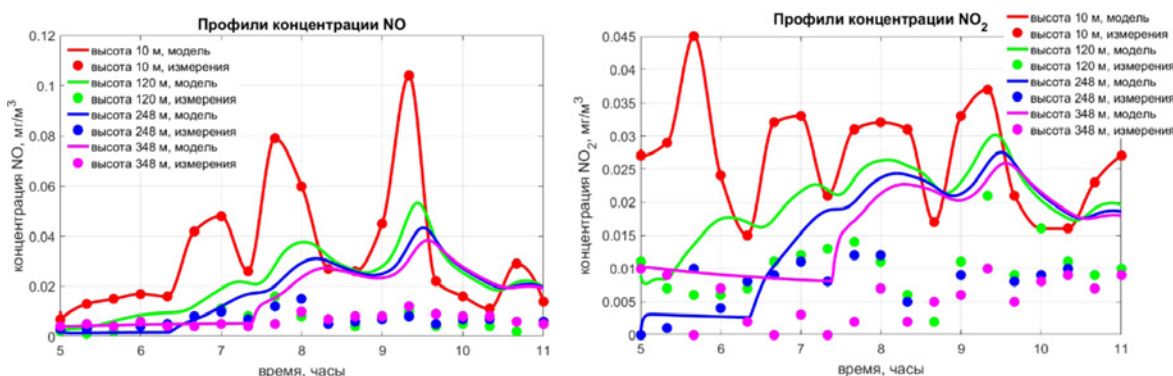 Профили концентрации NO
концентрация NO, мг/м³
0.12
0.1
0.08
0.06
0.04
0.02
0
высота 10 м, модель
высота 10 м, измерения
высота 120 м, модель
высота 120 м, измерения
высота 248 м, модель
высота 248 м, измерения
высота 348 м, модель
высота 348 м, измерения
5 6 7 8 9 10 11
время, часы
Профили концентрации NO₂
концентрация NO₂, мг/м³
0.045
0.04
0.035
0.03
0.025
0.02
0.015
0.01
0.005
0
высота 10 м, модель
высота 10 м, измерения
высота 120 м, модель
высота 120 м, измерения
высота 248 м, модель
высота 248 м, измерения
высота 348 м, модель
высота 348 м, измерения
5 6 7 8 9 10 11
время, часы